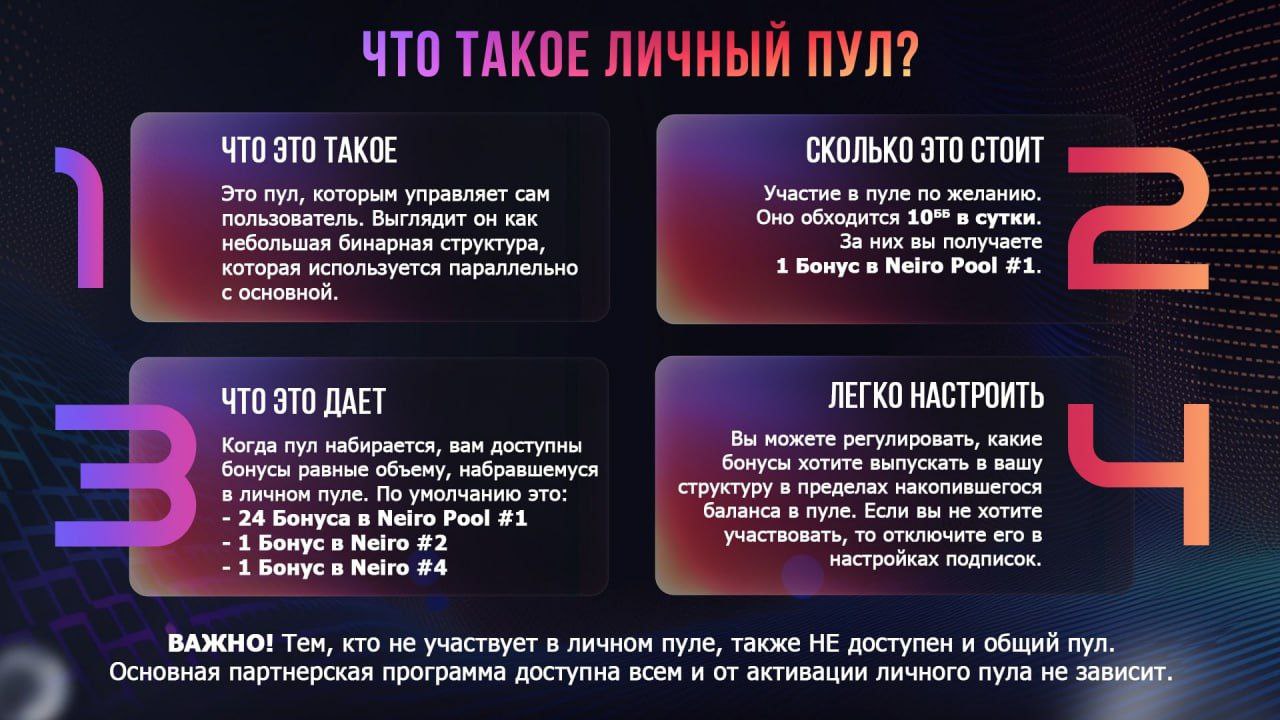 ЧТО ТАКОЕ ЛИЧНЫЙ ПУЛ?
1
ЧТО ЭТО ТАКОЕ
Это пул, которым управляет сам
пользователь. Выглядит он как
небольшая бинарная структура,
которая используется параллельно
с основной.
2
СКОЛЬКО ЭТО СТОИТ
Участие в пуле по желанию.
Оно обходится 10ББ в сутки.
За них вы получаете
1 Бонус в Neiro Pool #1.
3
ЧТО ЭТО ДАЕТ
Когда пул набирается, вам доступны
бонусы равные объему, набравшемуся
в личном пуле. По умолчанию это:
- 24 Бонуса в Neiro Pool #1
- 1 Бонус в Neiro #2
- 1 Бонус в Neiro #4
4
ЛЕГКО НАСТРОИТЬ
Вы можете регулировать, какие
бонусы хотите выпускать в вашу
структуру в пределах накопившегося
баланса в пуле. Если вы не хотите
участвовать, то отключите его в
настройках подписок.
ВАЖНО! Тем, кто не участвует в личном пуле, также НЕ доступен и общий пул.
Основная партнерская программа доступна всем и от активации личного пула не зависит.